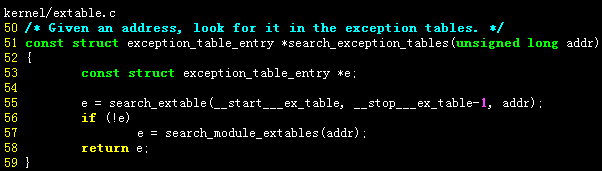 kernel/extable.c
50 /* Given an address, look for it in the exception tables. */
51 const struct exception_table_entry *search_exception_tables(unsigned long addr)
52 {
53         const struct exception_table_entry *e;
54
55         e = search_extable(__start___ex_table, __stop___ex_table-1, addr);
56         if (!e)
57                 e = search_module_extables(addr);
58         return e;
59 }